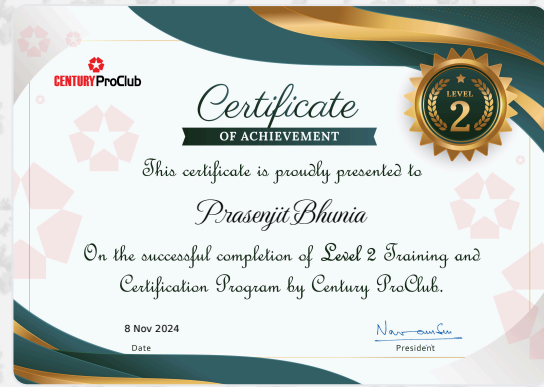 CENTURY ProClub
Certificate
OF ACHIEVEMENT
LEVEL
2
This certificate is proudly presented to
Prasenjit Bhunia
On the successful completion of Level 2 Training and
Certification Program by Century ProClub.
8 Nov 2024
Date
President